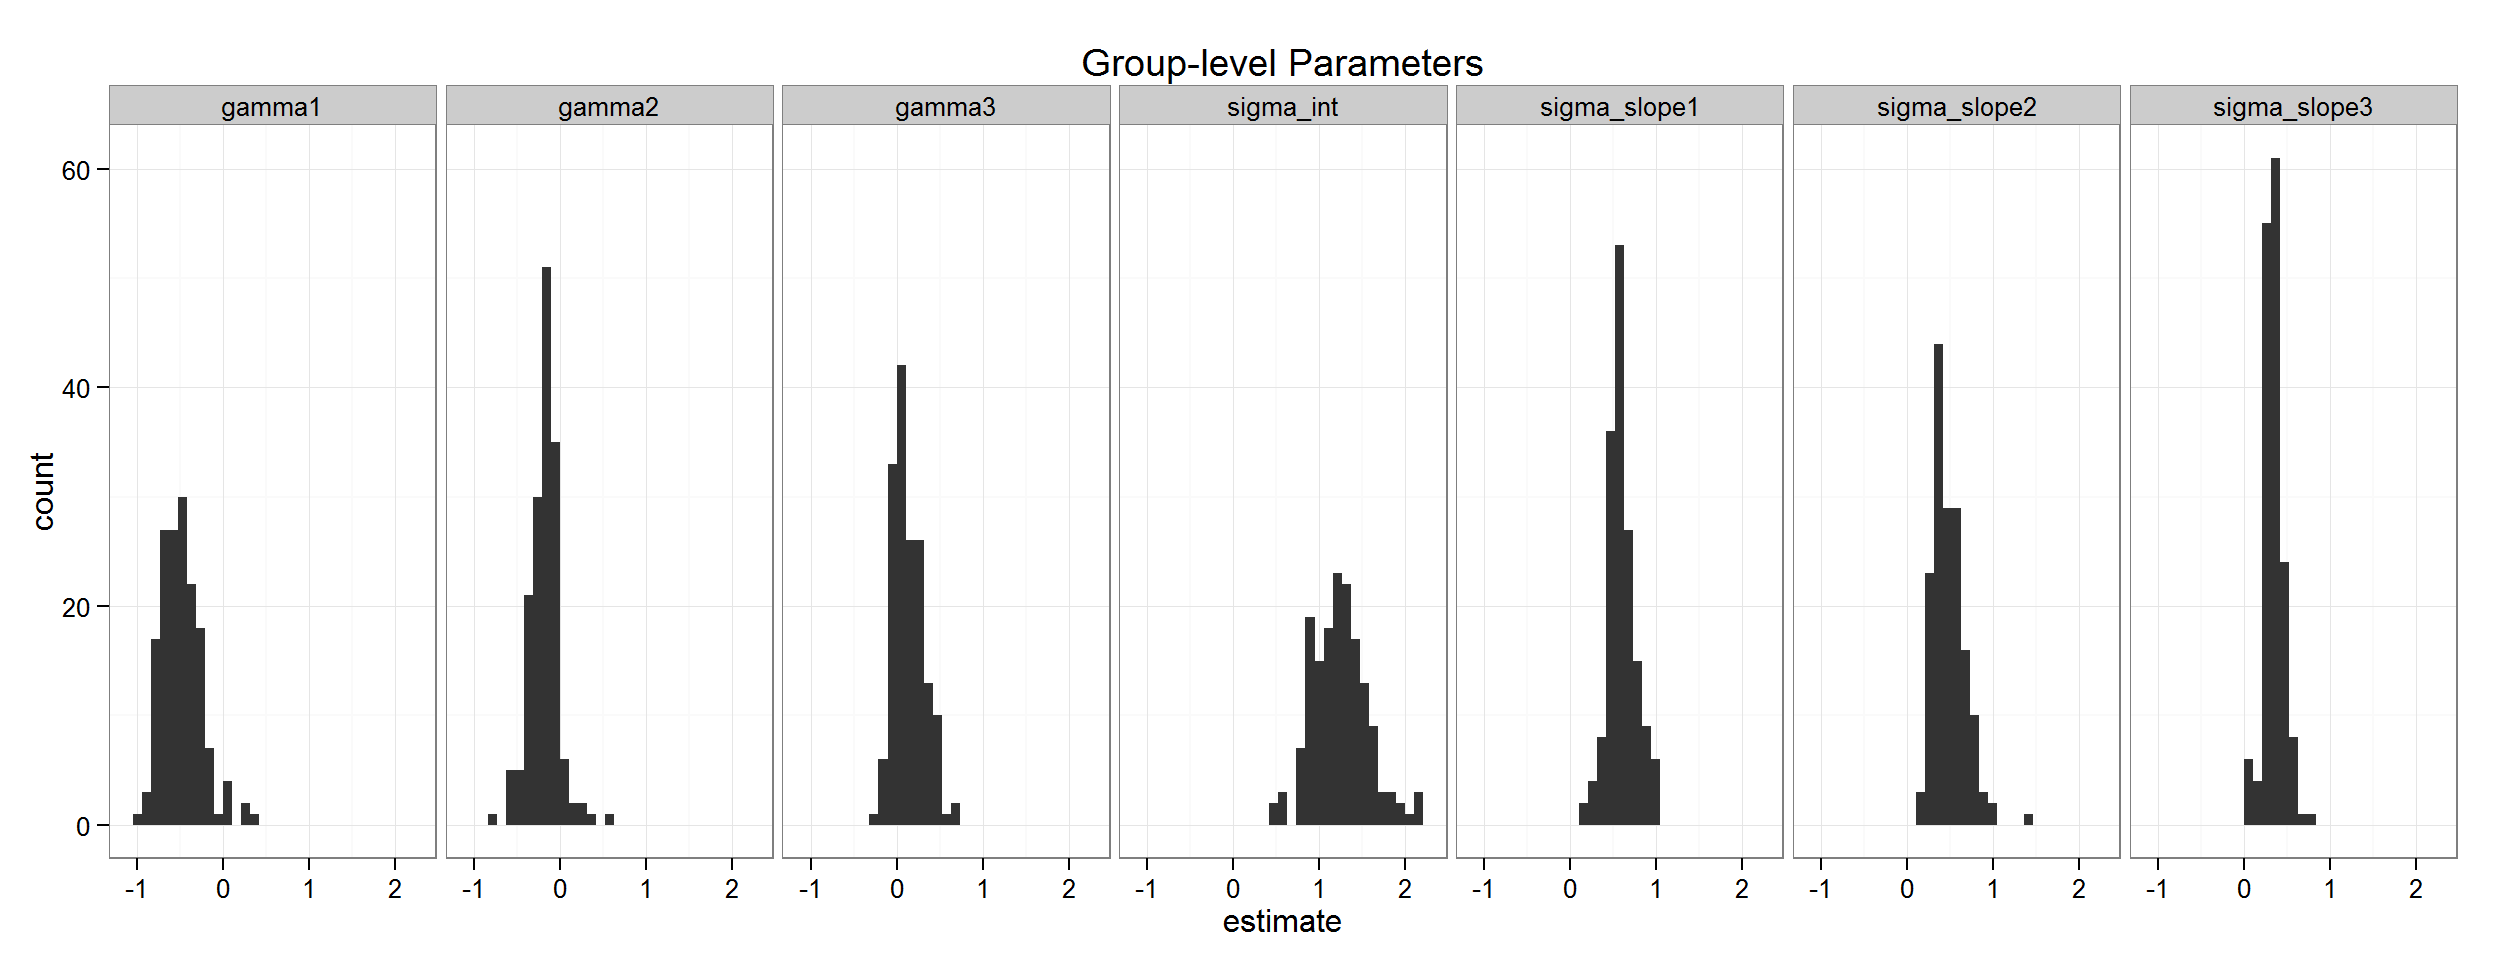 Group-level Parameters
gamma1 gamma2 gamma3 sigma_int sigma_slope1 sigma_slope2 sigma_slope3
60
40
20
0
count
-1 0 1 2 -1 0 1 2 -1 0 1 2 -1 0 1 2 -1 0 1 2 -1 0 1 2 -1 0 1 2
estimate